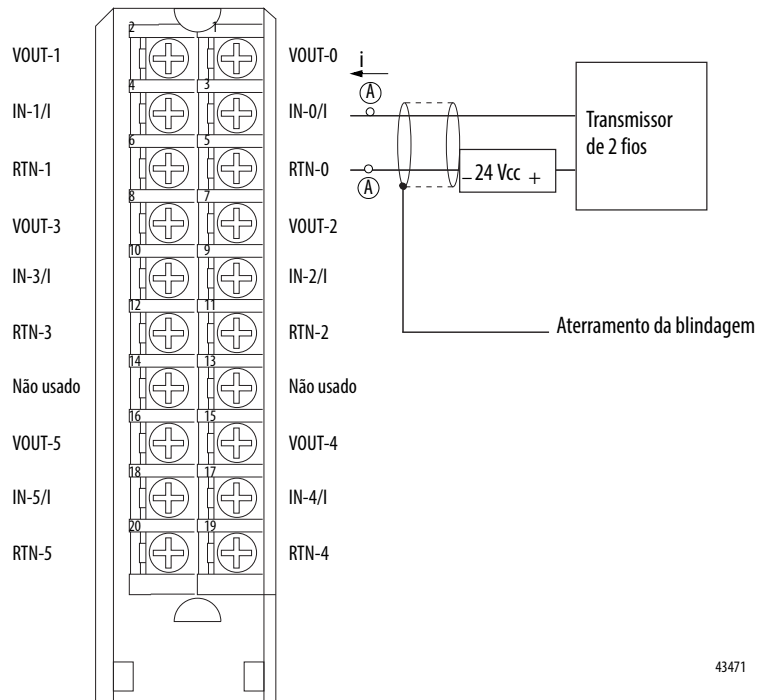 2 1
VOUT-1 VOUT-0 i
4 3 A
IN-1/I IN-0/I Transmissor
de 2 fios
6 5
RTN-1 RTN-0 – 24 Vcc +
A
8 7
VOUT-3 VOUT-2
10 9
IN-3/I IN-2/I
12 11
RTN-3 RTN-2 Aterramento da blindagem
14 13
Não usado Não usado
16 15
VOUT-5 VOUT-4
18 17
IN-5/I IN-4/I
20 19
RTN-5 RTN-4
43471